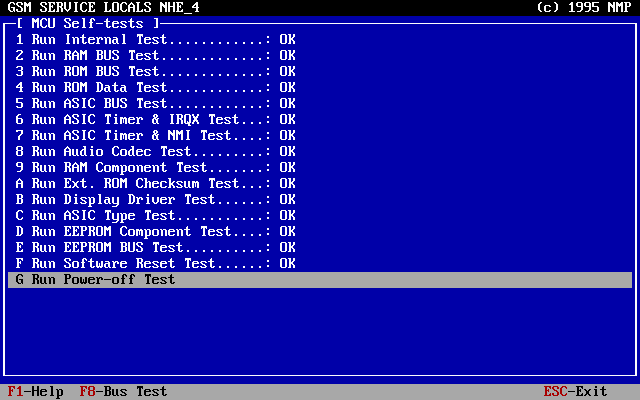 GSM SERVICE LOCALS NHE_4 (c) 1995 NMP
[ MCU Self-tests ]
1 Run Internal Test............: OK
2 Run RAM BUS Test.............: OK
3 Run ROM BUS Test.............: OK
4 Run ROM Data Test............: OK
5 Run ASIC BUS Test............: OK
6 Run ASIC Timer & IRQX Test...: OK
7 Run ASIC Timer & NMI Test....: OK
8 Run Audio Codec Test.........: OK
9 Run RAM Component Test.......: OK
A Run Ext. ROM Checksum Test...: OK
B Run Display Driver Test......: OK
C Run ASIC Type Test...........: OK
D Run EEPROM Component Test....: OK
E Run EEPROM BUS Test..........: OK
F Run Software Reset Test......: OK
G Run Power-off Test
F1-Help F8-Bus Test ESC-Exit